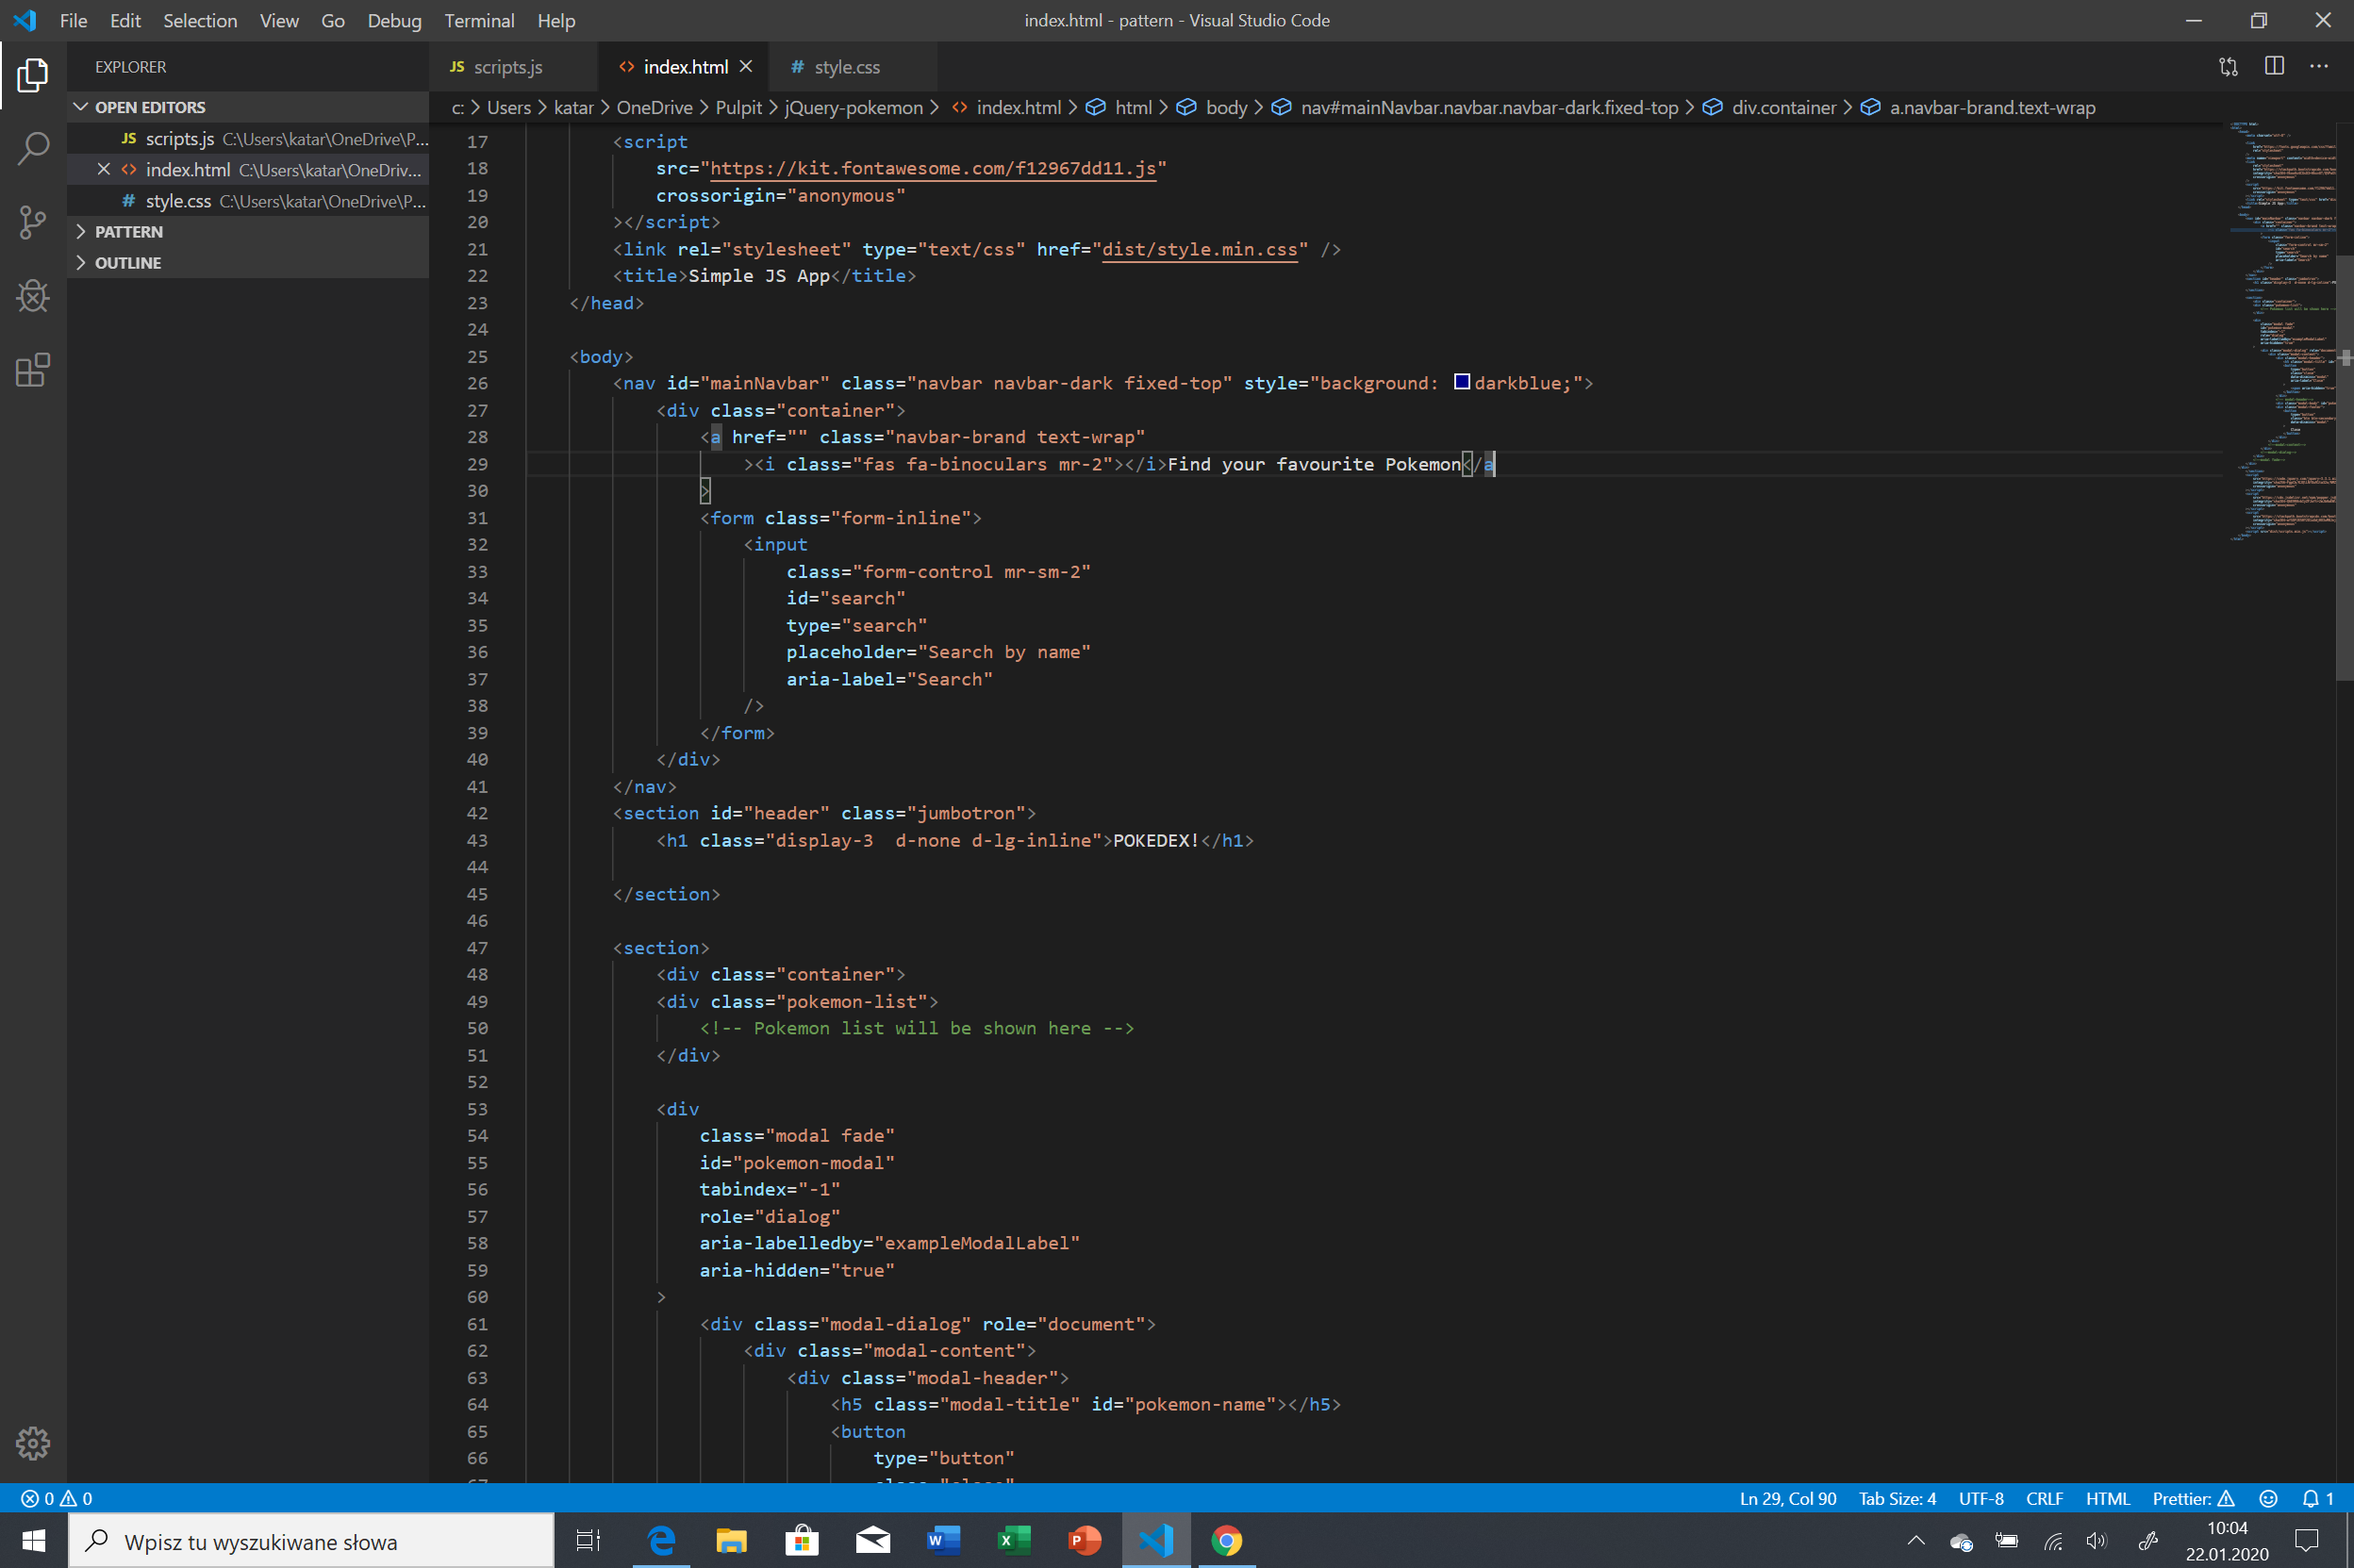 File Edit Selection View Go Debug Terminal Help
index.html - pattern - Visual Studio Code
EXPLORER
OPEN EDITORS
JS scripts.js C:\Users\katar\OneDrive\P...
index.html C:\Users\katar\OneDriv...
# style.css C:\Users\katar\OneDrive\P...
PATTERN
OUTLINE
JS scripts.js
<> index.html
# style.css
c: > Users > katar > OneDrive > Pulpit > jQuery-pokemon > <> index.html > html > body > nav#mainNavbar.navbar.navbar-dark.fixed-top > div.container > a.navbar-brand.text-wrap
17 <script
18 src="https://kit.fontawesome.com/f12967dd11.js"
19 crossorigin="anonymous"
20 ></script>
21 <link rel="stylesheet" type="text/css" href="dist/style.min.css" />
22 <title>Simple JS App</title>
23 </head>
24
25 <body>
26 <nav id="mainNavbar" class="navbar navbar-dark fixed-top" style="background: darkblue;">
27 <div class="container">
28 <a href="" class="navbar-brand text-wrap"
29 ><i class="fas fa-binoculars mr-2"></i>Find your favourite Pokemon</a
30 >
31 <form class="form-inline">
32 <input
33 class="form-control mr-sm-2"
34 id="search"
35 type="search"
36 placeholder="Search by name"
37 aria-label="Search"
38 />
39 </form>
40 </div>
41 </nav>
42 <section id="header" class="jumbotron">
43 <h1 class="display-3  d-none d-lg-inline">POKEDEX!</h1>
44
45 </section>
46
47 <section>
48 <div class="container">
49 <div class="pokemon-list">
50 <!-- Pokemon list will be shown here -->
51 </div>
52
53 <div
54 class="modal fade"
55 id="pokemon-modal"
56 tabindex="-1"
57 role="dialog"
58 aria-labelledby="exampleModalLabel"
59 aria-hidden="true"
60 >
61 <div class="modal-dialog" role="document">
62 <div class="modal-content">
63 <div class="modal-header">
64 <h5 class="modal-title" id="pokemon-name"></h5>
65 <button
66 type="button"
0 0
Ln 29, Col 90 Tab Size: 4 UTF-8 CRLF HTML Prettier: 1
Wpisz tu wyszukiwane słowa
10:04
22.01.2020